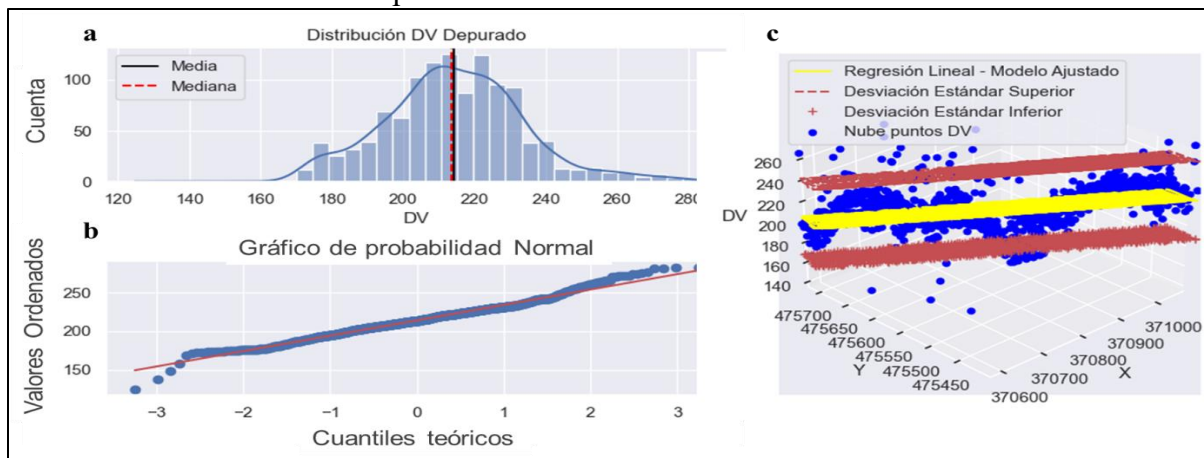 a
Distribución DV Depurado
Media
Mediana
Cuenta
100
50
0
120 140 160 180 200 220 240 260 280
DV
b
Gráfico de probabilidad Normal
Valores Ordenados
250
200
150
−3 −2 −1 0 1 2 3
Cuantiles teóricos
c
Regresión Lineal - Modelo Ajustado
Desviación Estándar Superior
Desviación Estándar Inferior
Nube puntos DV
DV
260
240
220
200
180
160
140
475700
475650
475600
475550
475500
475450
Y
370600
370700
370800
370900
371000
X